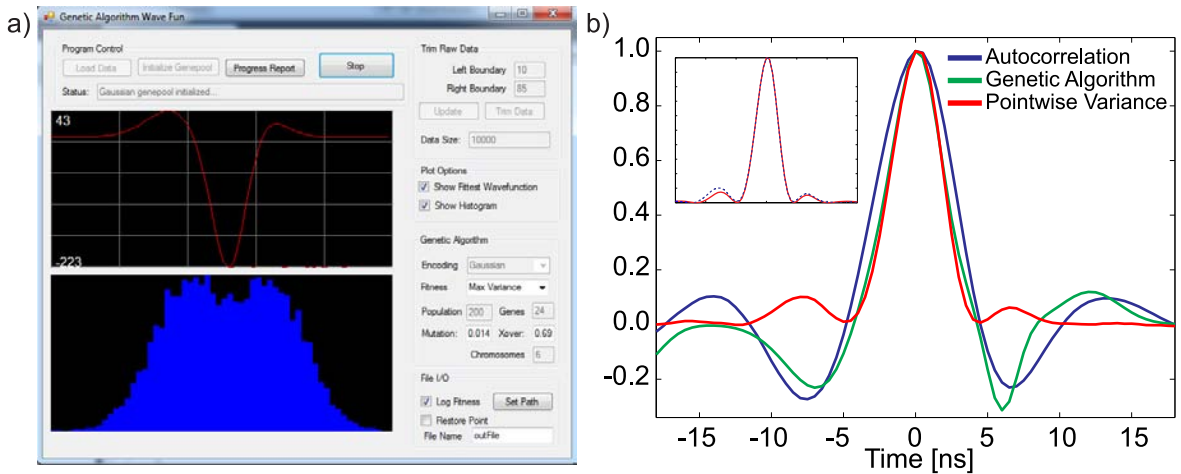 a)
Genetic Algorithm Wave Fun
Program Control
Load Data
Initialize Genepool
Progress Report
Stop
Status:
Gaussian genepool initialized...
43
-223
Trim Raw Data
Left Boundary 10
Right Boundary 85
Update
Trim Data
Data Size: 10000
Plot Options
Show Fittest Wavefunction
Show Histogram
Genetic Algorithm
Encoding Gaussian
Fitness Max Variance
Population 200 Genes 24
Mutation: 0.014 Xover: 0.69
Chromosomes 6
File I/O
Log Fitness
Set Path
Restore Point
File Name outFile
b)
1.0
0.8
0.6
0.4
0.2
0.0
-0.2
Autocorrelation
Genetic Algorithm
Pointwise Variance
-15 -10 -5 0 5 10 15
Time [ns]